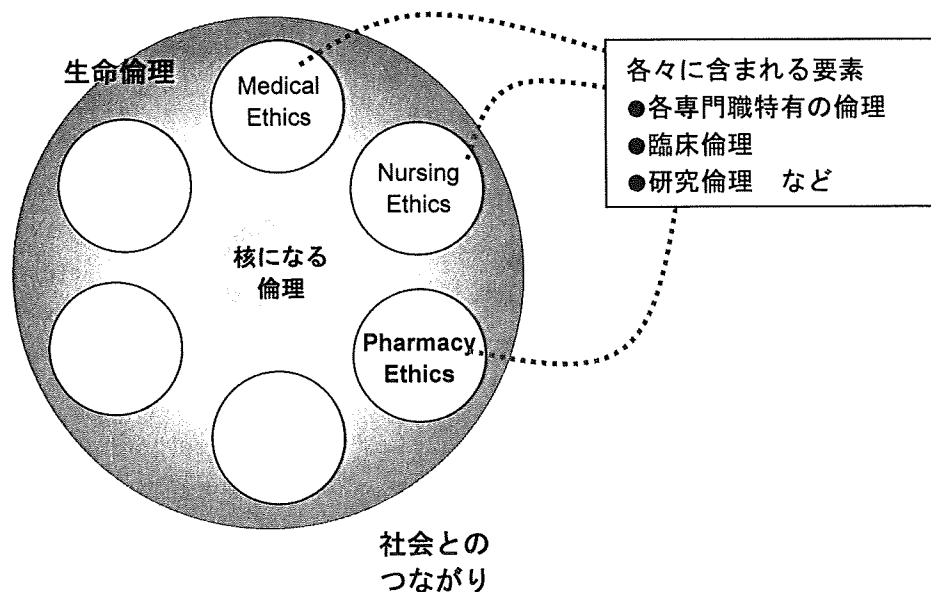 生命倫理
Medical
Ethics
Nursing
Ethics
核になる
倫理
Pharmacy
Ethics
各々に含まれる要素
●各専門職特有の倫理
●臨床倫理
●研究倫理　など
社会との
つながり